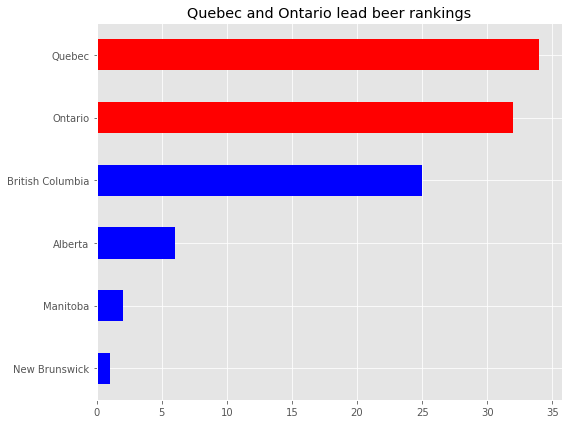 Quebec and Ontario lead beer rankings
Quebec
Ontario
British Columbia
Alberta
Manitoba
New Brunswick
0 5 10 15 20 25 30 35